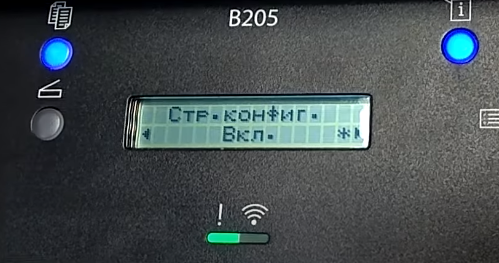 B205
Стр.конфиг.
Вкл. *